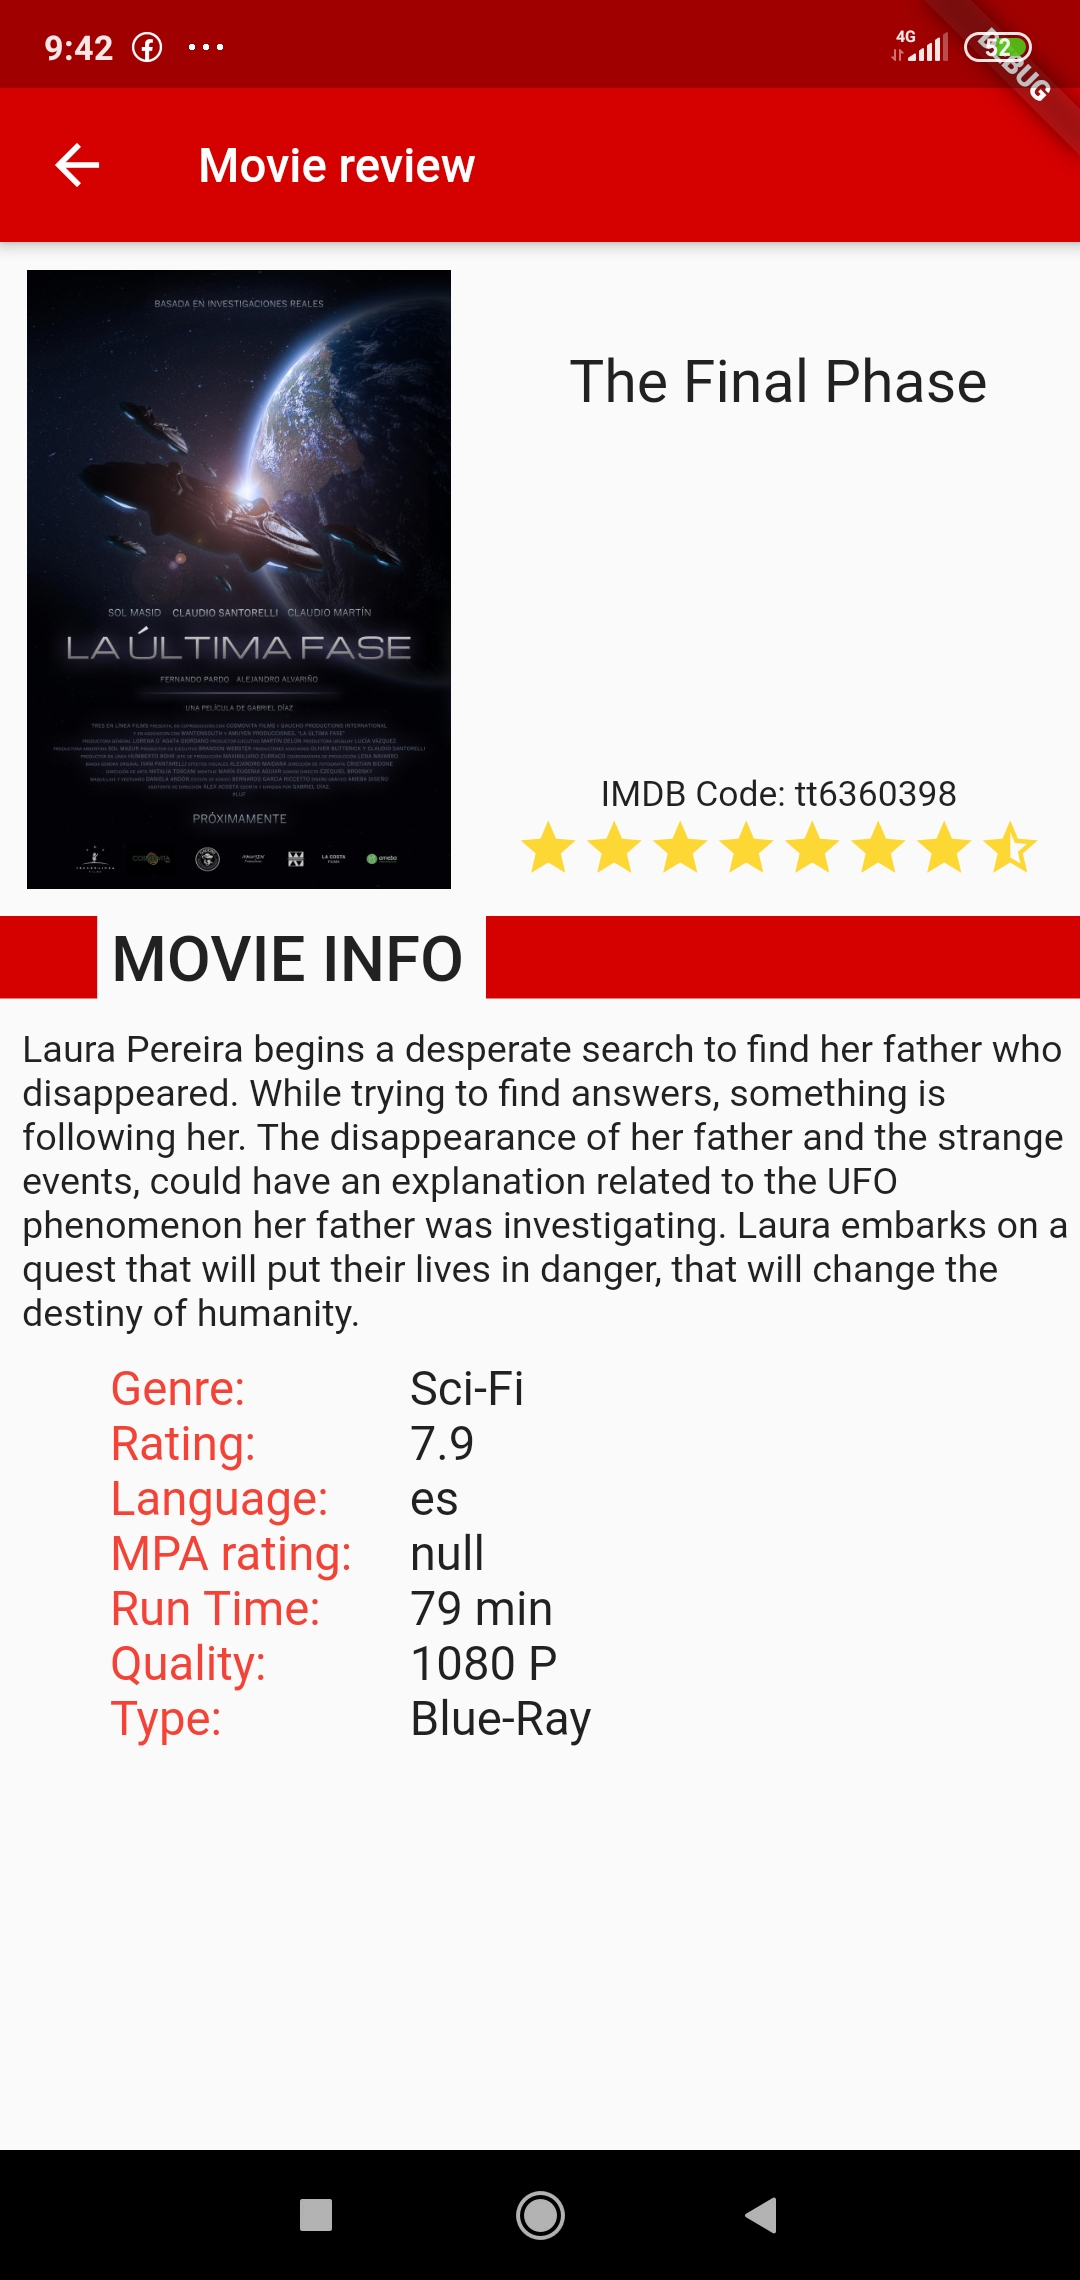 9:42
4G
52
DEBUG
Movie review
BASADA EN INVESTIGACIONES REALES
SOL MASID CLAUDIO SANTORELLI CLAUDIO MARTÍN
LA ÚLTIMA FASE
FERNANDO PARDO ALEJANDRO ALVARIÑO
UNA PELÍCULA DE GABRIEL DÍAZ
PRÓXIMAMENTE
LA COSTA
The Final Phase
IMDB Code: tt6360398
MOVIE INFO
Laura Pereira begins a desperate search to find her father who
disappeared. While trying to find answers, something is
following her. The disappearance of her father and the strange
events, could have an explanation related to the UFO
phenomenon her father was investigating. Laura embarks on a
quest that will put their lives in danger, that will change the
destiny of humanity.
Genre: Sci-Fi
Rating: 7.9
Language: es
MPA rating: null
Run Time: 79 min
Quality: 1080 P
Type: Blue-Ray